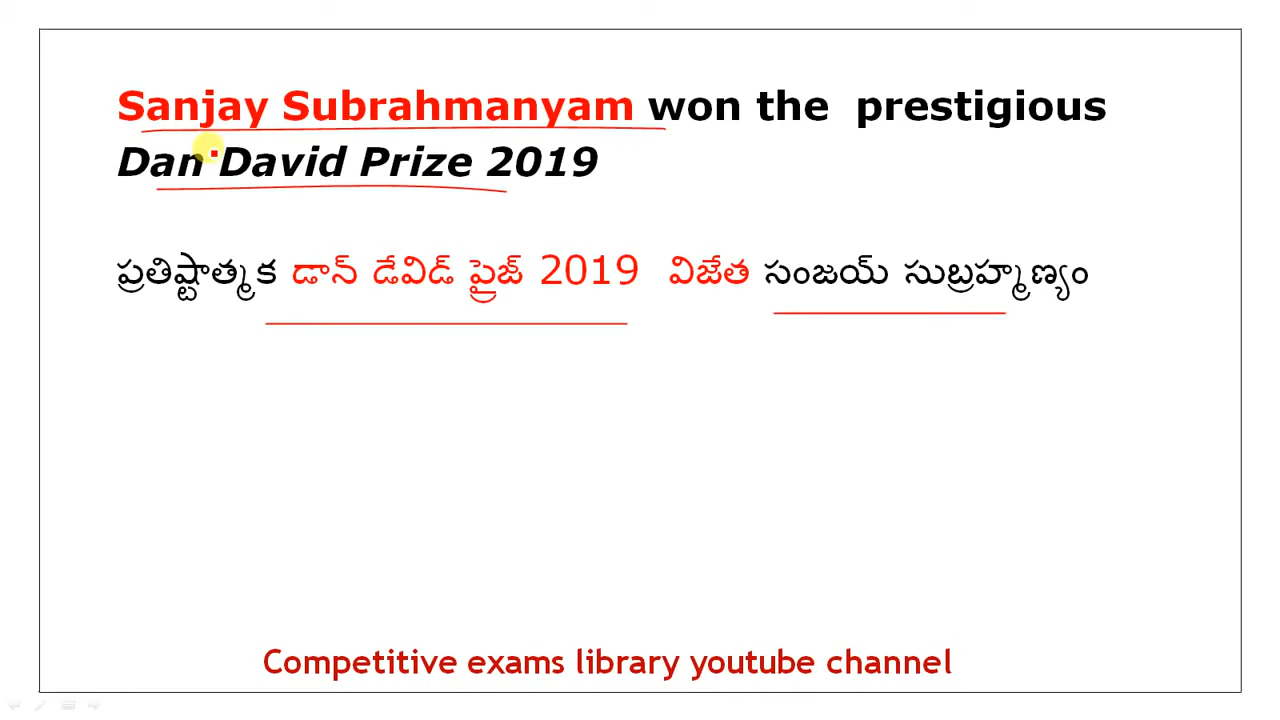 Sanjay Subrahmanyam won the prestigious
Dan David Prize 2019
ప్రతిష్టాత్మక డాన్ డేవిడ్ ప్రైజ్ 2019 విజేత సంజయ్ సుబ్రహ్మణ్యం
Competitive exams library youtube channel